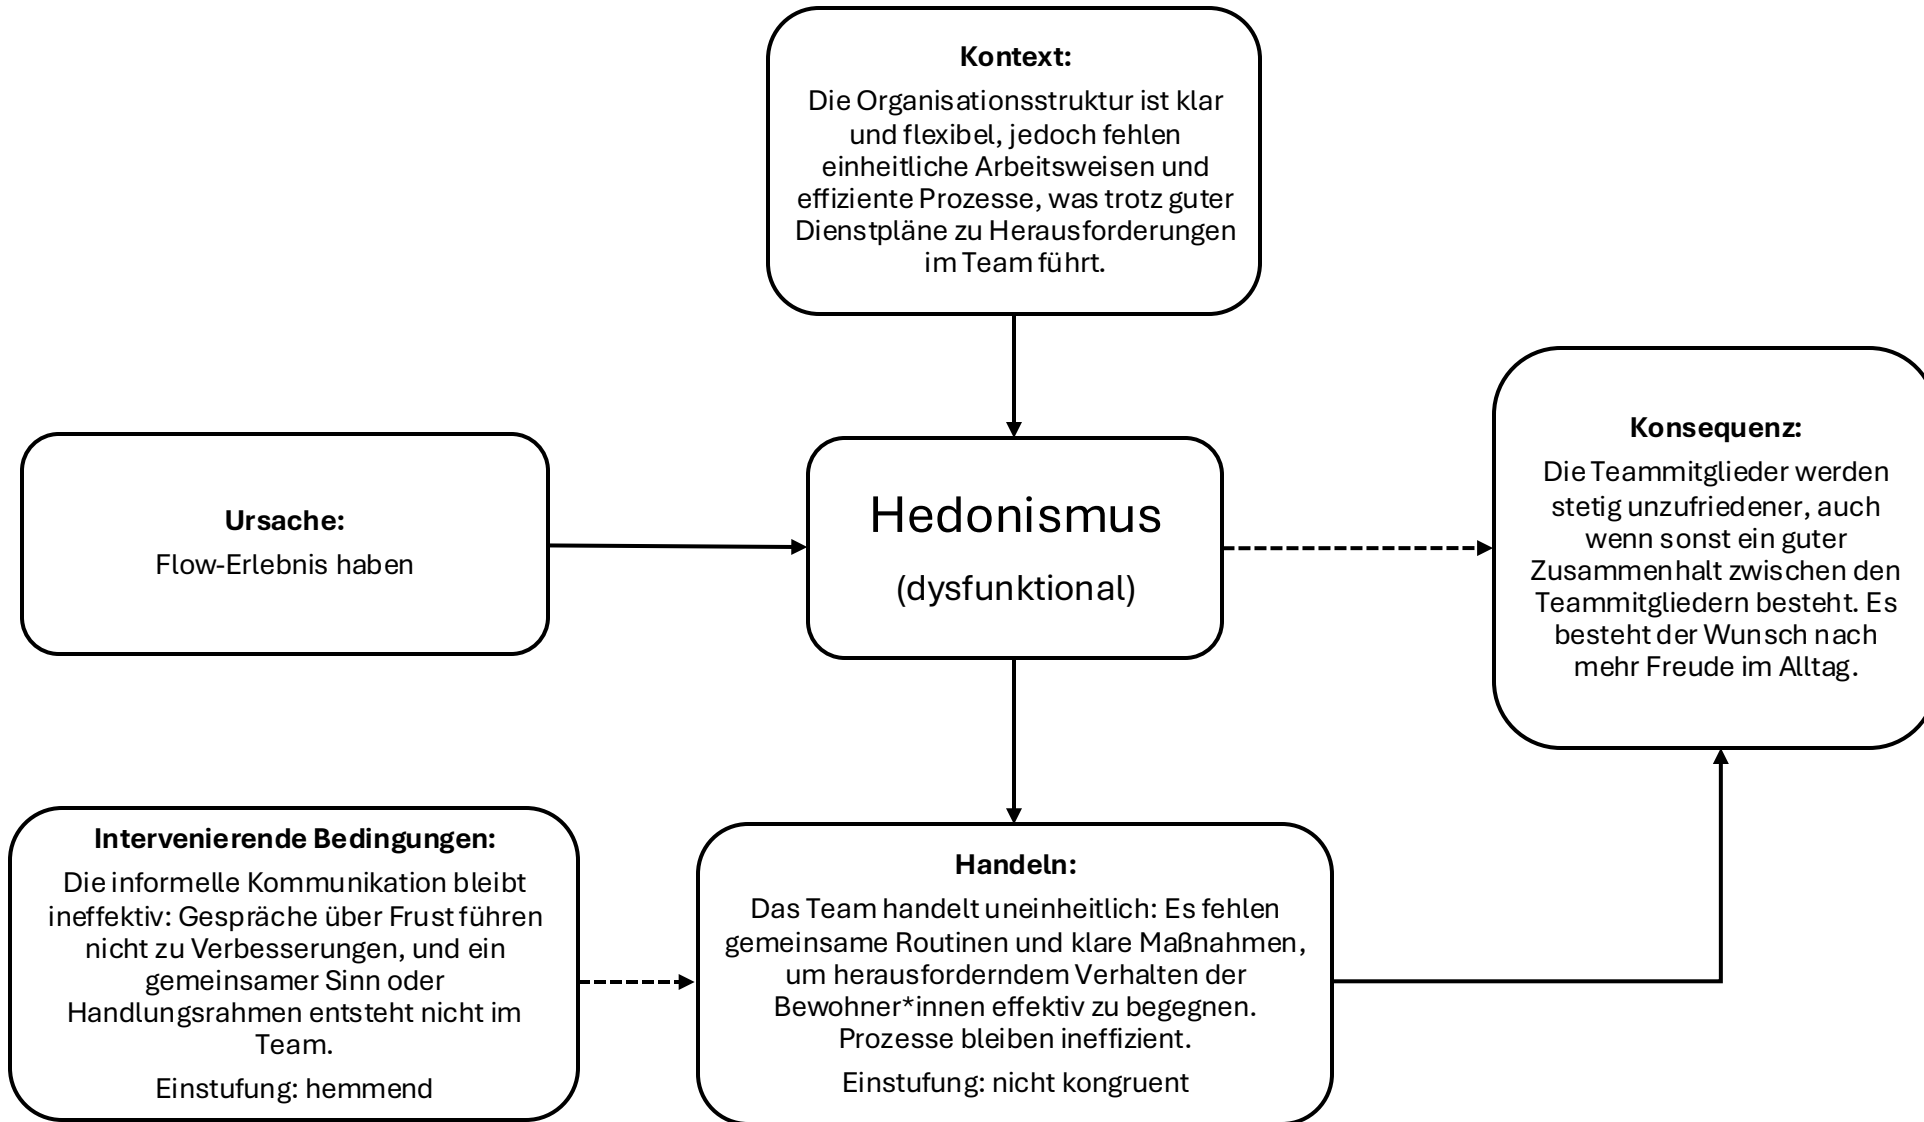 Kontext:
Die Organisationsstruktur ist klar
und flexibel, jedoch fehlen
einheitliche Arbeitsweisen und
effiziente Prozesse, was trotz guter
Dienstpläne zu Herausforderungen
im Team führt.
Ursache:
Flow-Erlebnis haben
Hedonismus
(dysfunktional)
Konsequenz:
Die Teammitglieder werden
stetig unzufriedener, auch
wenn sonst ein guter
Zusammenhalt zwischen den
Teammitgliedern besteht. Es
besteht der Wunsch nach
mehr Freude im Alltag.
Intervenierende Bedingungen:
Die informelle Kommunikation bleibt
ineffektiv: Gespräche über Frust führen
nicht zu Verbesserungen, und ein
gemeinsamer Sinn oder
Handlungsrahmen entsteht nicht im
Team.
Einstufung: hemmend
Handeln:
Das Team handelt uneinheitlich: Es fehlen
gemeinsame Routinen und klare Maßnahmen,
um herausforderndem Verhalten der
Bewohner*innen effektiv zu begegnen.
Prozesse bleiben ineffizient.
Einstufung: nicht kongruent